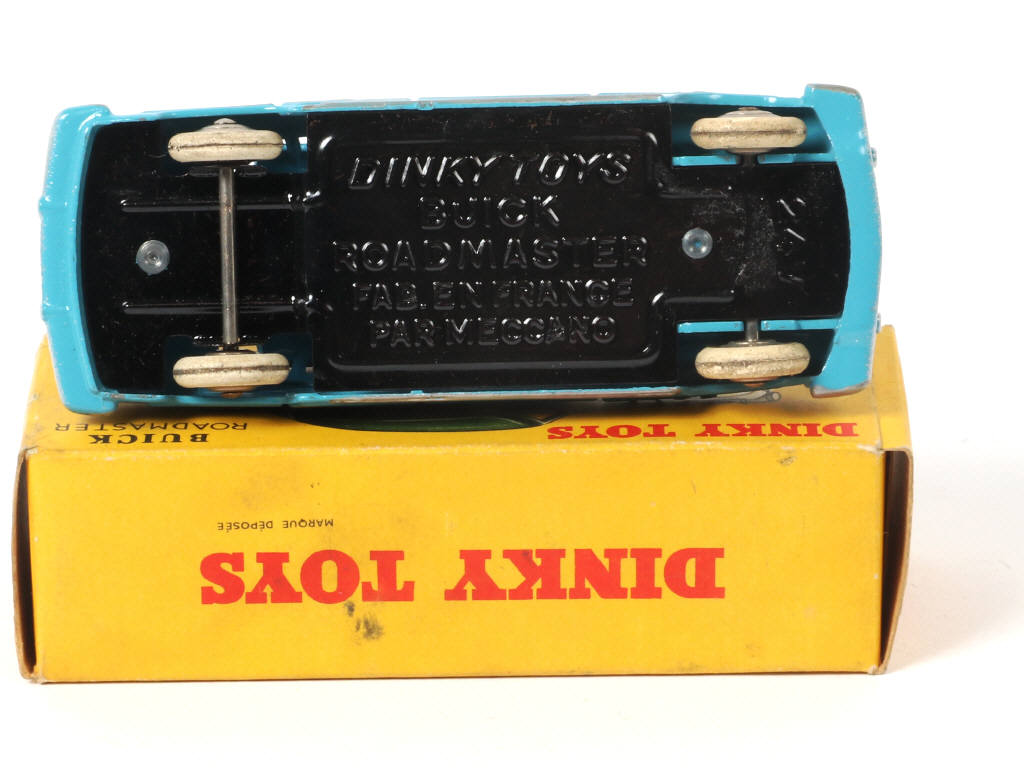 DINKY TOYS
BUICK
ROADMASTER
FAB. EN FRANCE
PAR MECCANO
24V
BUICK
ROADMASTER
DINKY TOYS
MARQUE DÉPOSÉE
DINKY TOYS